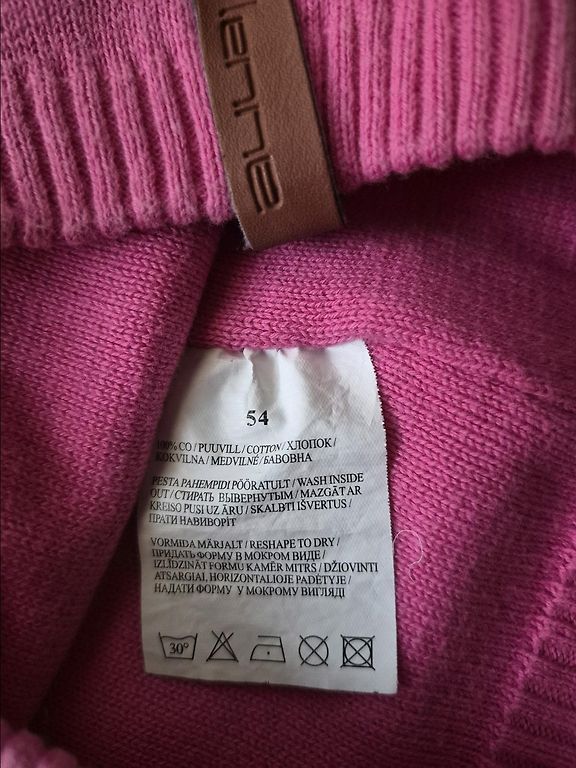 54
100% CO / PUUVILL / COTTON / ХЛОПОК /
KOKVILNA / MEDVILNĖ / БАВОВНА
PESTA PAHEMPIDI PÖÖRATULT / WASH INSIDE
OUT / СТИРАТЬ ВЫВЕРНУТЫМ / MAZGĀT AR
KREISO PUSI UZ ĀRU / SKALBTI IŠVERTUS /
ПРАТИ НАВИВОРІТ
VORMIDA MÄRJALT / RESHAPE TO DRY /
ПРИДАТЬ ФОРМУ В МОКРОМ ВИДЕ /
IZLĪDZINĀT FORMU KAMĒR MITRS / DŽIOVINTI
ATSARGIAI, HORIZONTALIOJE PADĖTYJE /
НАДАТИ ФОРМУ У МОКРОМУ ВИГЛЯДІ
30°